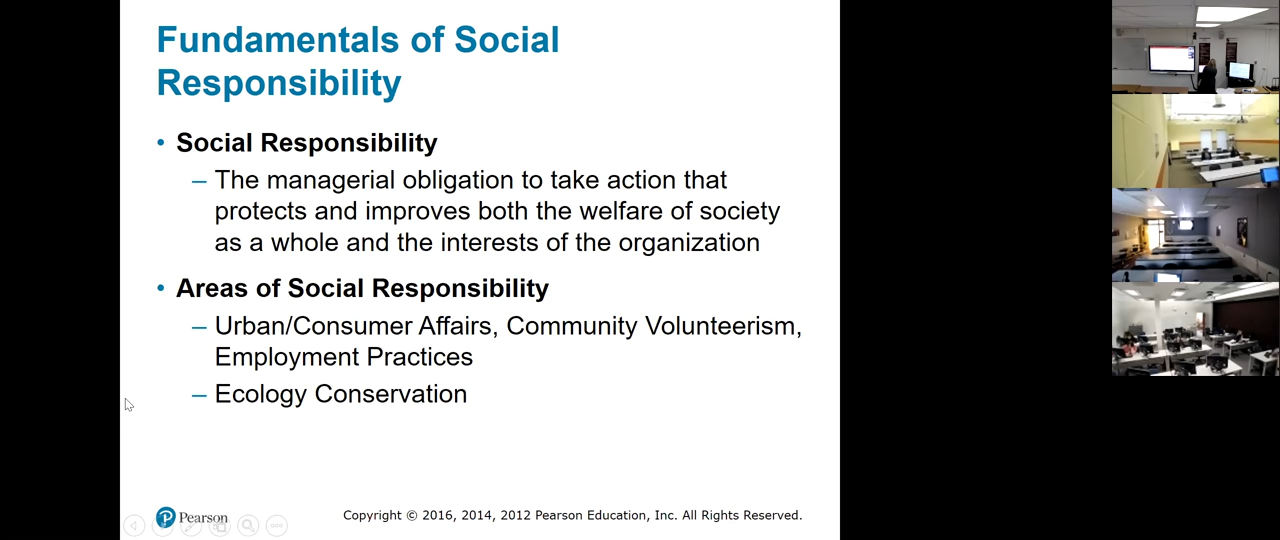 Fundamentals of Social
Responsibility
• Social Responsibility
– The managerial obligation to take action that
protects and improves both the welfare of society
as a whole and the interests of the organization
• Areas of Social Responsibility
– Urban/Consumer Affairs, Community Volunteerism,
Employment Practices
– Ecology Conservation
Pearson
Copyright © 2016, 2014, 2012 Pearson Education, Inc. All Rights Reserved.